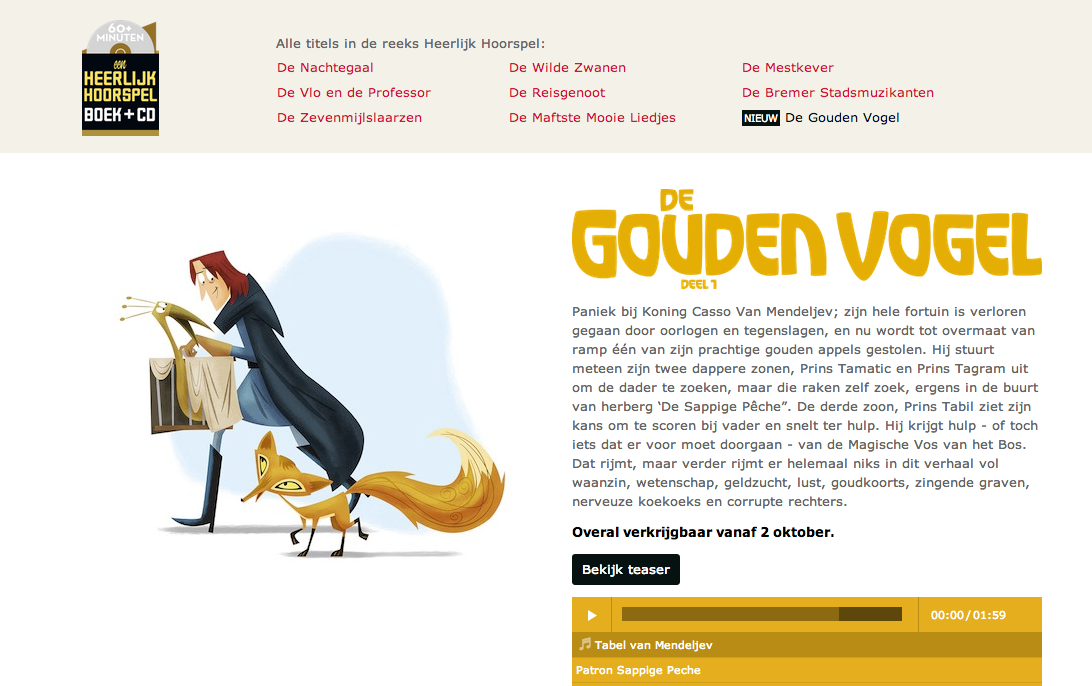 60+
MINUTEN
een
HEERLIJK
HOORSPEL
BOEK + CD
Alle titels in de reeks Heerlijk Hoorspel:
De Nachtegaal
De Wilde Zwanen
De Mestkever
De Vlo en de Professor
De Reisgenoot
De Bremer Stadsmuzikanten
De Zevenmijlslaarzen
De Maftste Mooie Liedjes
NIEUW De Gouden Vogel
DE
GOUDEN VOGEL
DEEL 1
Paniek bij Koning Casso Van Mendeljev; zijn hele fortuin is verloren
gegaan door oorlogen en tegenslagen, en nu wordt tot overmaat van
ramp één van zijn prachtige gouden appels gestolen. Hij stuurt
meteen zijn twee dappere zonen, Prins Tamatic en Prins Tagram uit
om de dader te zoeken, maar die raken zelf zoek, ergens in de buurt
van herberg ‘De Sappige Pêche”. De derde zoon, Prins Tabil ziet zijn
kans om te scoren bij vader en snelt ter hulp. Hij krijgt hulp - of toch
iets dat er voor moet doorgaan - van de Magische Vos van het Bos.
Dat rijmt, maar verder rijmt er helemaal niks in dit verhaal vol
waanzin, wetenschap, geldzucht, lust, goudkoorts, zingende graven,
nerveuze koekoeks en corrupte rechters.
Overal verkrijgbaar vanaf 2 oktober.
Bekijk teaser
00:00/01:59
Tabel van Mendeljev
Patron Sappige Peche